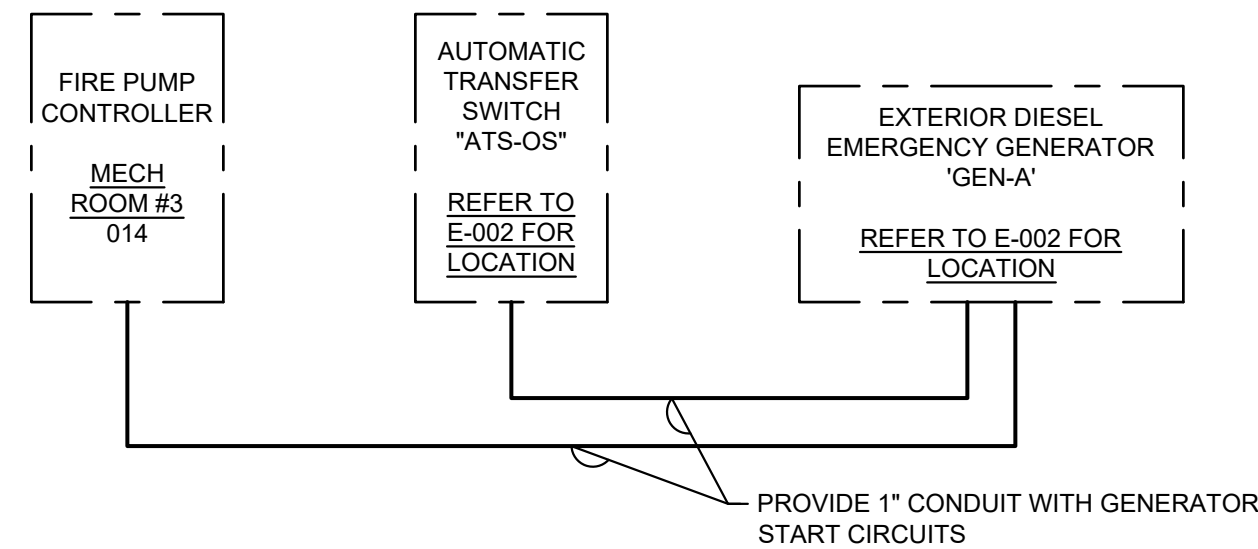 FIRE PUMP
CONTROLLER
MECH
ROOM #3
014
AUTOMATIC
TRANSFER
SWITCH
"ATS-OS"
REFER TO
E-002 FOR
LOCATION
EXTERIOR DIESEL
EMERGENCY GENERATOR
'GEN-A'
REFER TO E-002 FOR
LOCATION
PROVIDE 1" CONDUIT WITH GENERATOR
START CIRCUITS